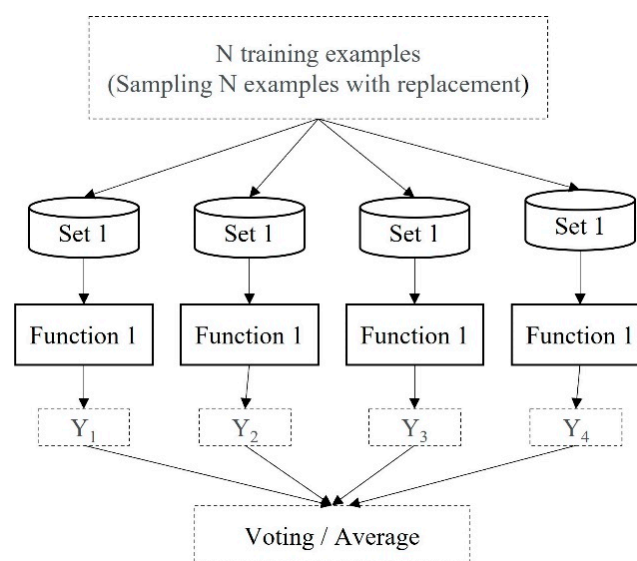 N training examples
(Sampling N examples with replacement)
Set 1
Set 1
Set 1
Set 1
Function 1
Function 1
Function 1
Function 1
Y₁
Y₂
Y₃
Y₄
Voting / Average